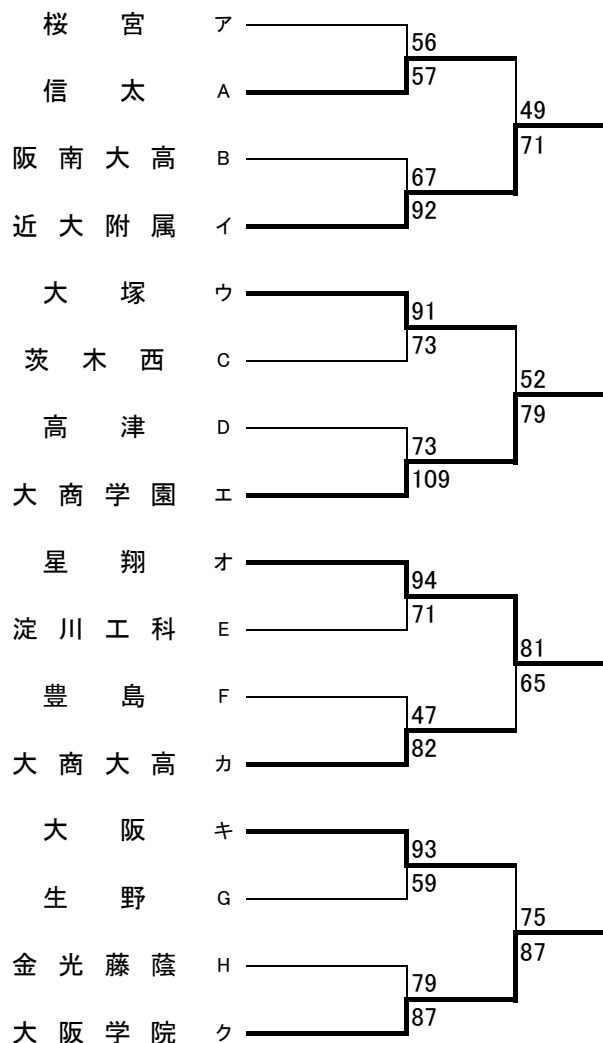 桜宮 ア
56
信太 A
57
49
71
阪南大高 B
67
近大附属 イ
92
大塚 ウ
91
茨木西 C
73
52
79
高津 D
73
大商学園 エ
109
星翔 オ
94
淀川工科 E
71
81
65
豊島 F
47
大商大高 カ
82
大阪 キ
93
生野 G
59
75
87
金光藤蔭 H
79
大阪学院 ク
87